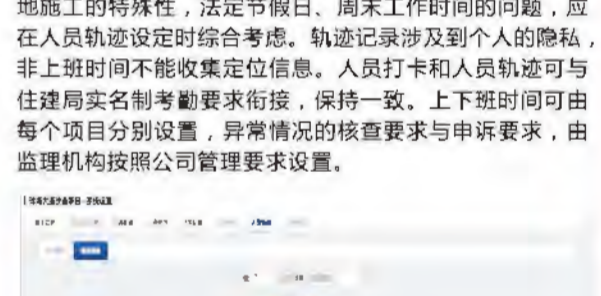 地施工的特殊性，法定节假日、周末工作时间的问题，应
在人员轨迹设定时综合考虑。轨迹记录涉及到个人的隐私，
非上班时间不能收集定位信息。人员打卡和人员轨迹可与
住建局实名制考勤要求衔接，保持一致。上下班时间可由
每个项目分别设置，异常情况的核查要求与申诉要求，由
监理机构按照公司管理要求设置。